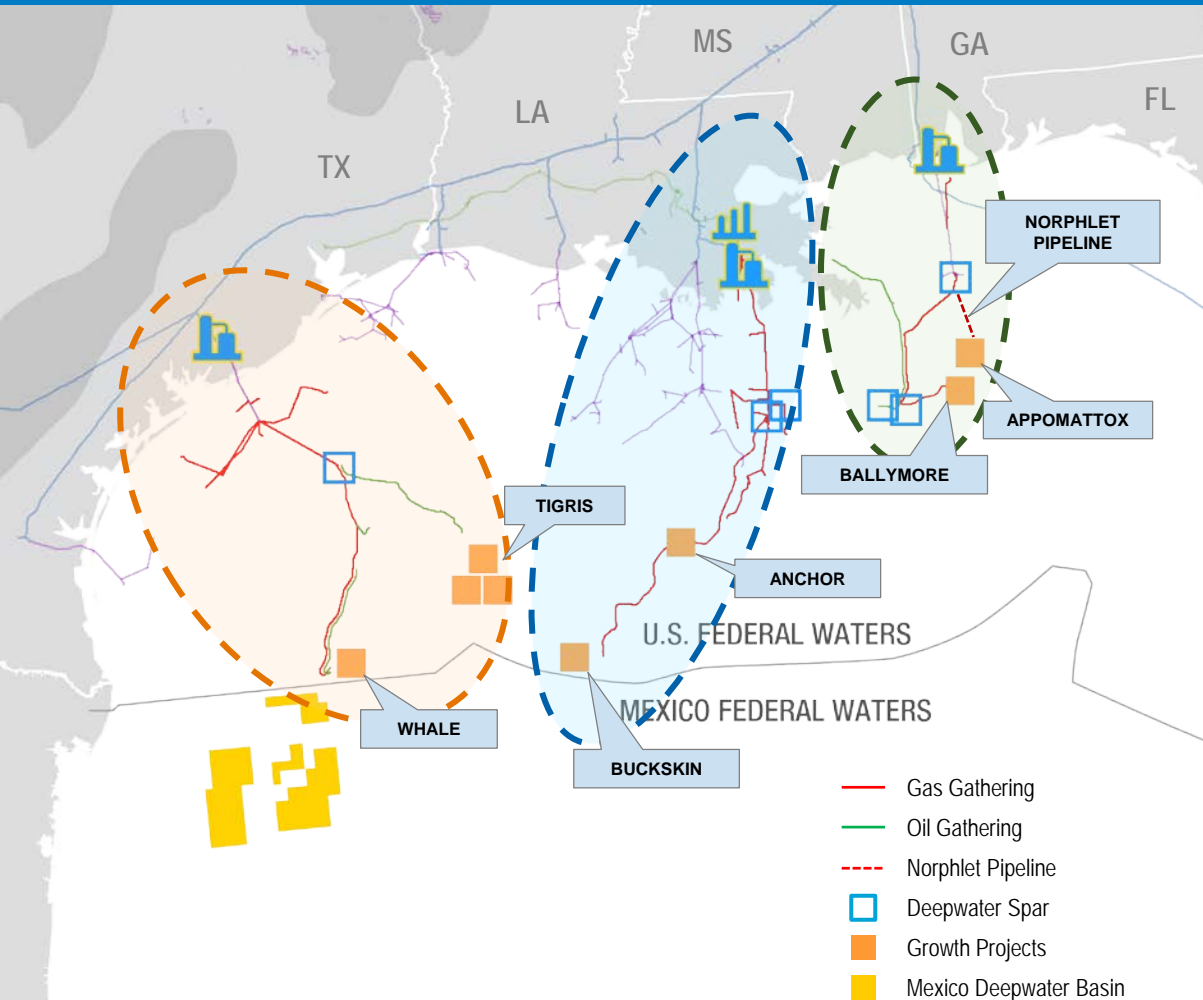 MS
GA
FL
LA
TX
NORPHLET
PIPELINE
APPOMATTOX
BALLYMORE
TIGRIS
ANCHOR
U.S. FEDERAL WATERS
MEXICO FEDERAL WATERS
WHALE
BUCKSKIN
Gas Gathering
Oil Gathering
Norphlet Pipeline
Deepwater Spar
Growth Projects
Mexico Deepwater Basin